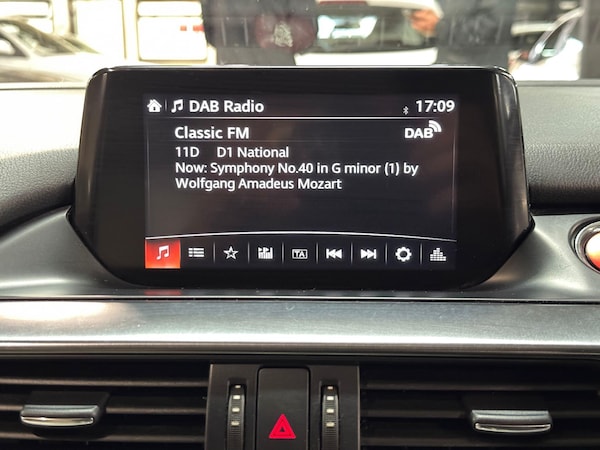 DAB Radio 17:09
Classic FM DAB
11D D1 National
Now: Symphony No.40 in G minor (1) by
Wolfgang Amadeus Mozart
TA